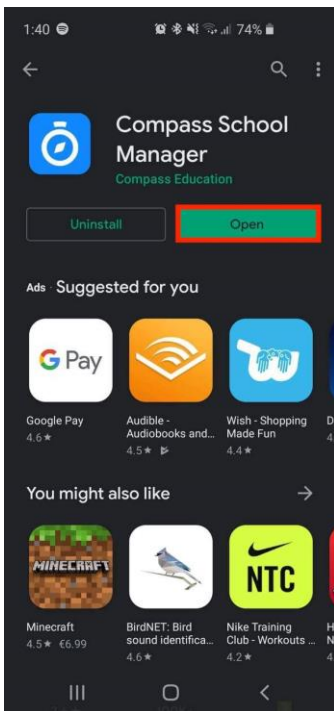 1:40
74%
Compass School
Manager
Compass Education
Uninstall
Open
Ads · Suggested for you
G Pay
Google Pay
4.6★
Audible -
Audiobooks and...
4.5★
Wish - Shopping
Made Fun
4.4★
D
4.
You might also like
MINECRAFT
NTC
Minecraft
4.5★ €6.99
BirdNET: Bird
sound identifica...
4.6★
Nike Training
Club - Workouts ...
4.2★
H
N
4